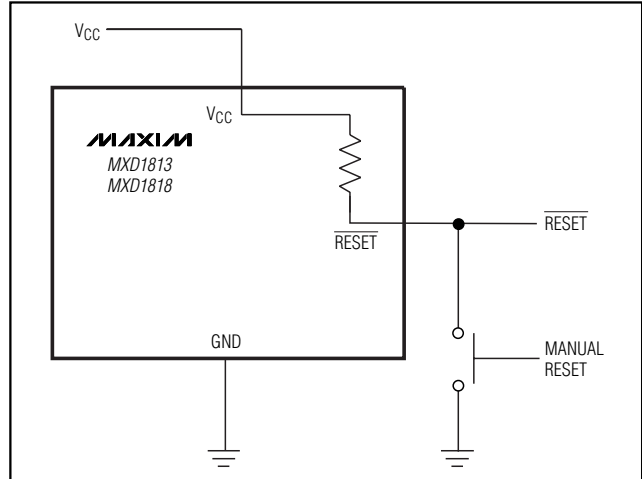 VCC
VCC
MAXIM
MXD1813
MXD1818
RESET
RESET
GND
MANUAL
RESET